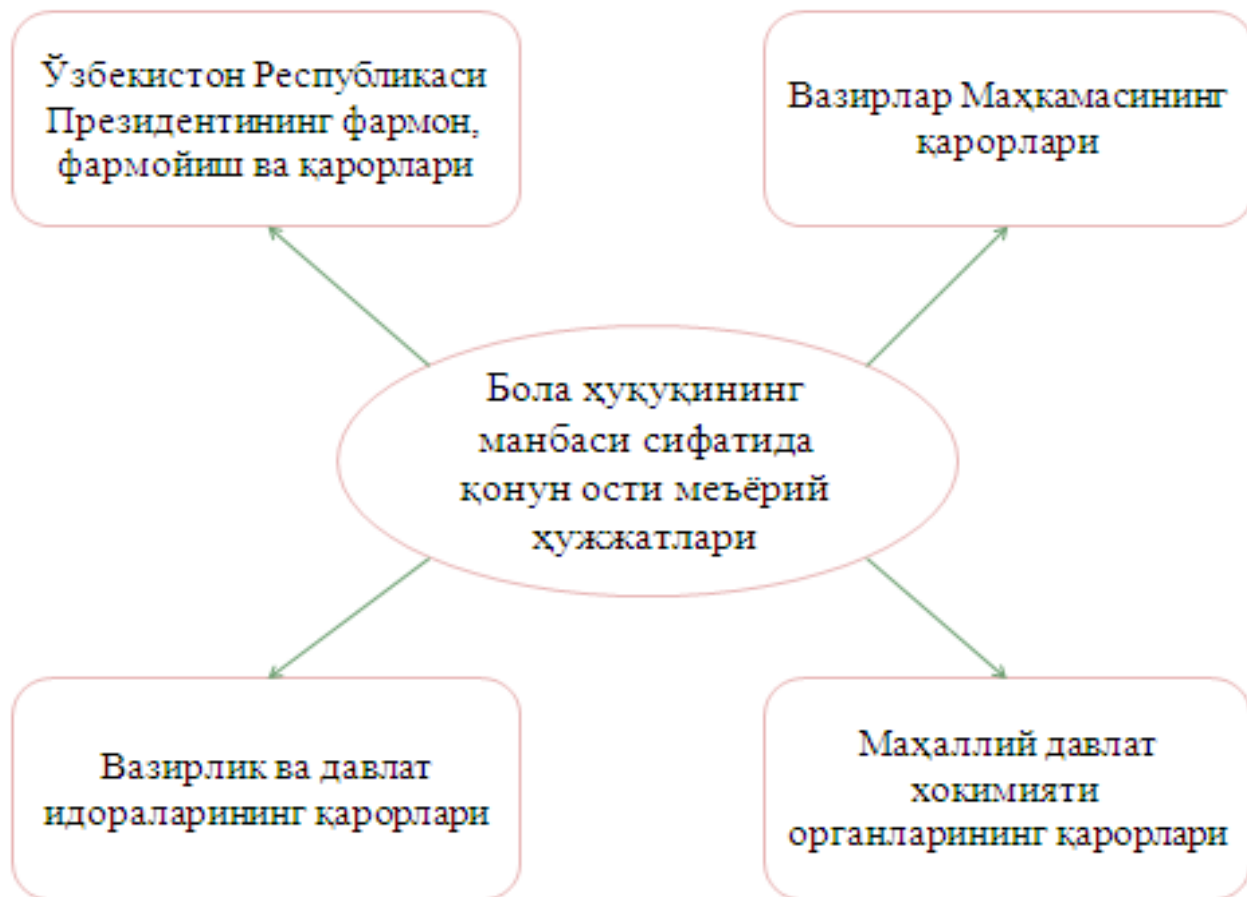 Ўзбекистон Республикаси
Президентининг фармон,
фармойиш ва қарорлари
Вазирлар Маҳкамасининг
қарорлари
Бола ҳуқуқининг
манбаси сифатида
қонун ости меъёрий
ҳужжатлари
Вазирлик ва давлат
идораларининг қарорлари
Маҳаллий давлат
хокимияти
органларининг қарорлари